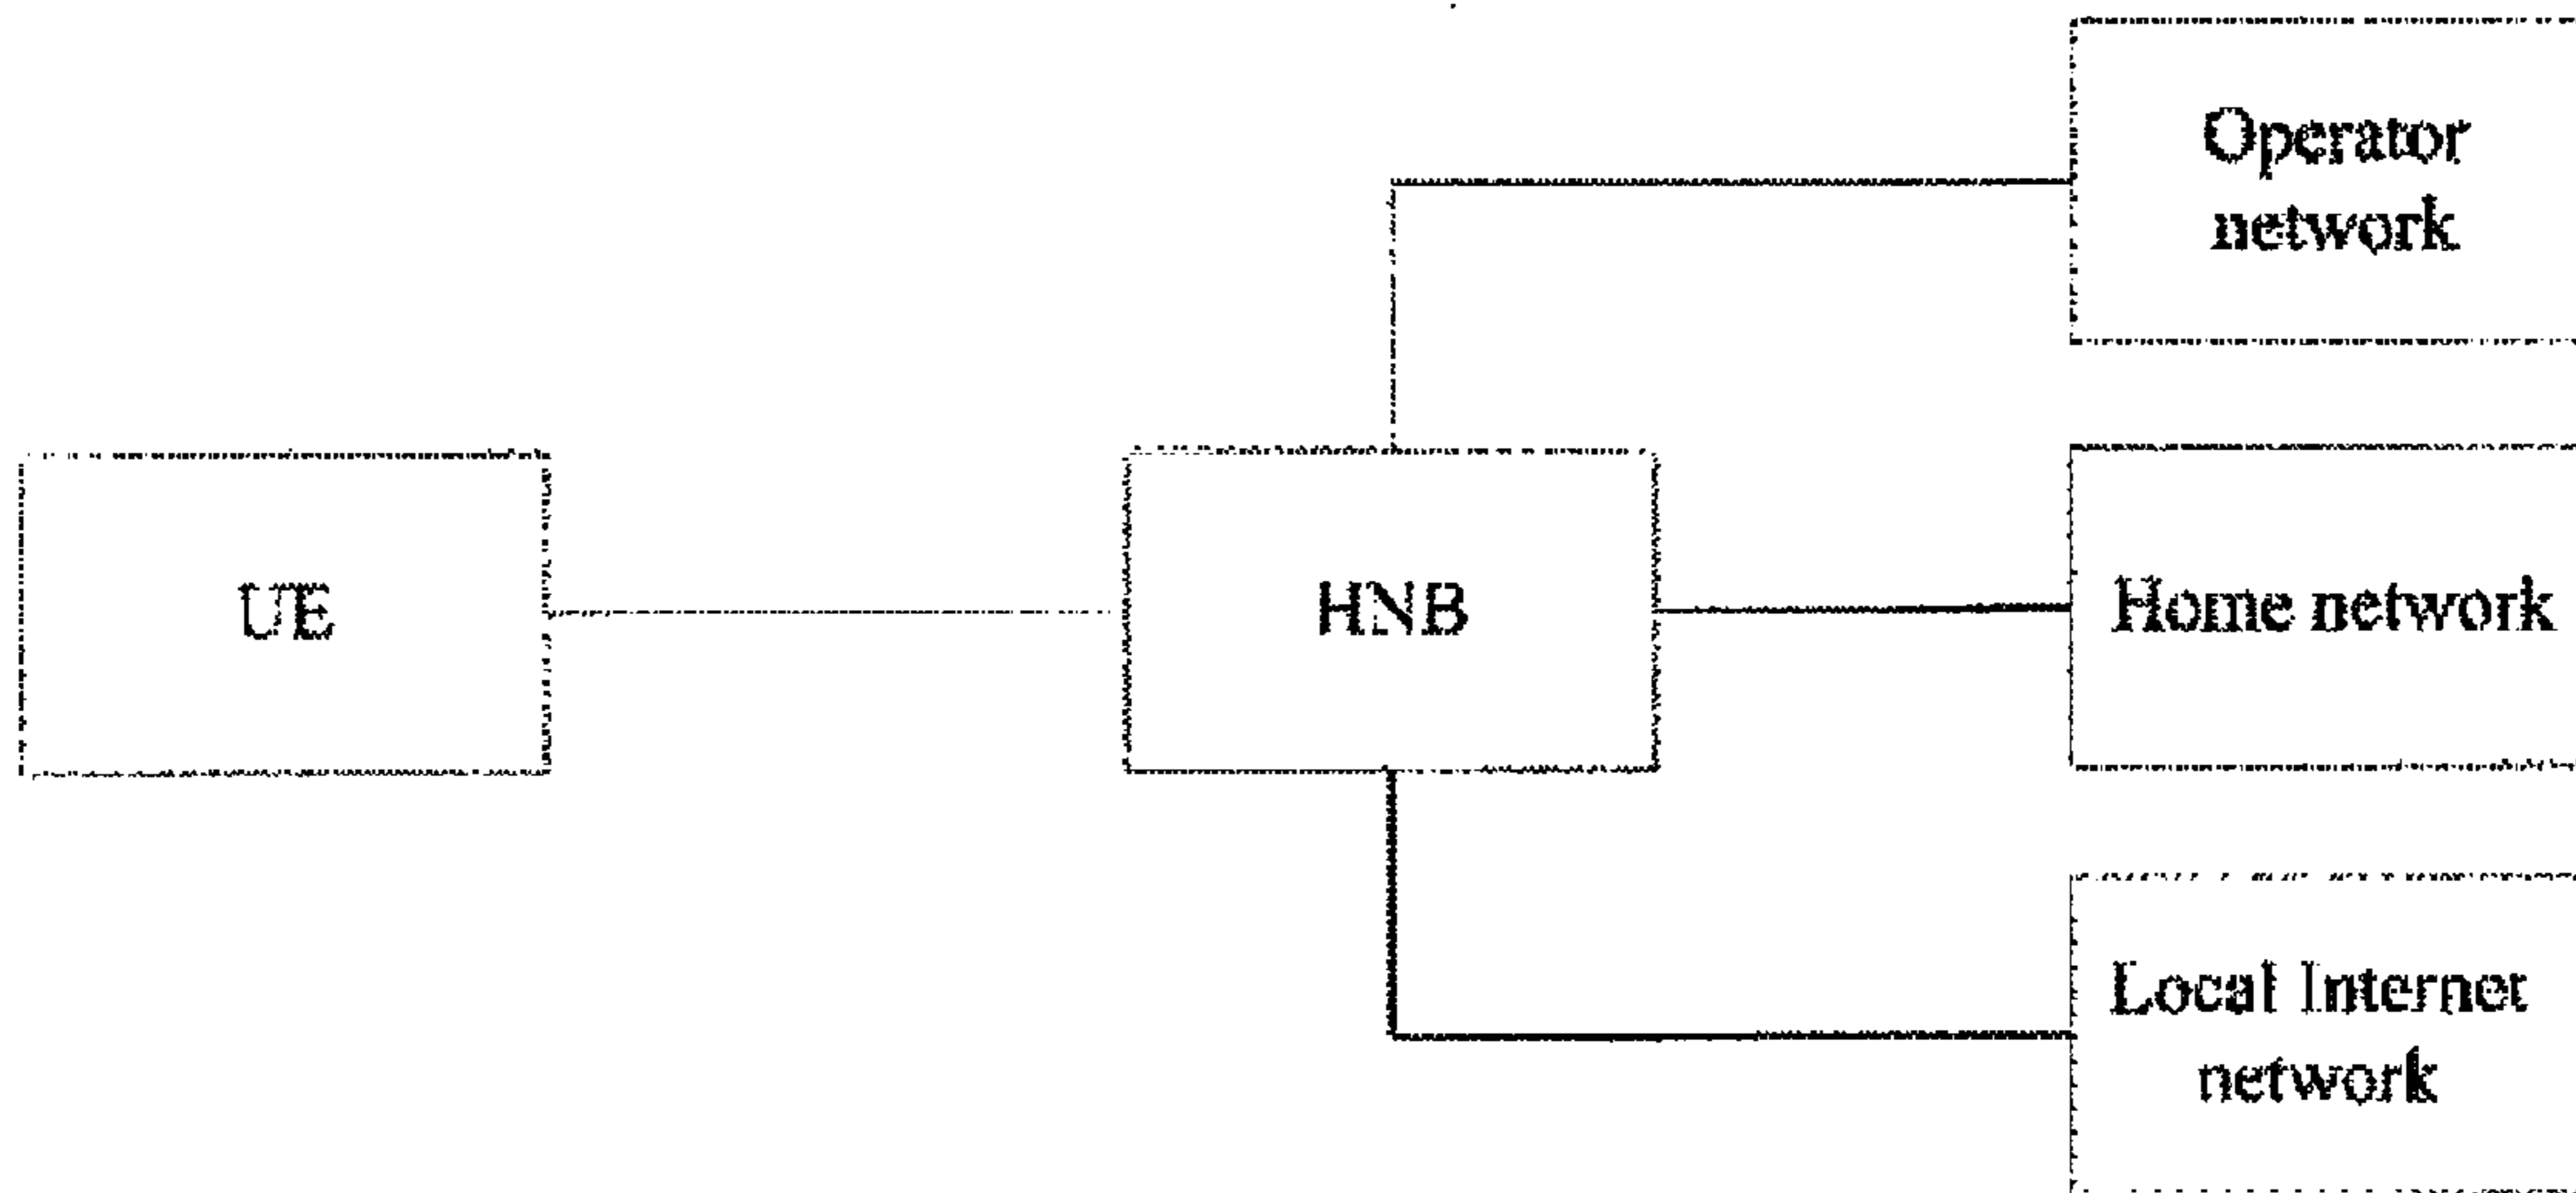 Operator
network
UE
HNB
Home network
Local Internet
network